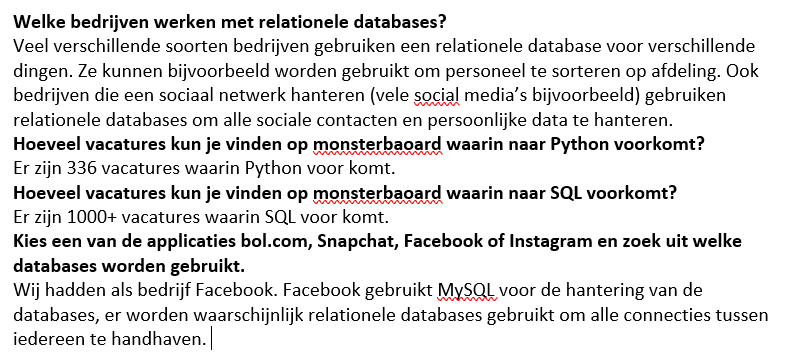 Welke bedrijven werken met relationele databases?
Veel verschillende soorten bedrijven gebruiken een relationele database voor verschillende
dingen. Ze kunnen bijvoorbeeld worden gebruikt om personeel te sorteren op afdeling. Ook
bedrijven die een sociaal netwerk hanteren (vele social media's bijvoorbeeld) gebruiken
relationele databases om alle sociale contacten en persoonlijke data te hanteren.
Hoeveel vacatures kun je vinden op monsterbaoard waarin naar Python voorkomt?
Er zijn 336 vacatures waarin Python voor komt.
Hoeveel vacatures kun je vinden op monsterbaoard waarin naar SQL voorkomt?
Er zijn 1000+ vacatures waarin SQL voor komt.
Kies een van de applicaties bol.com, Snapchat, Facebook of Instagram en zoek uit welke
databases worden gebruikt.
Wij hadden als bedrijf Facebook. Facebook gebruikt MySQL voor de hantering van de
databases, er worden waarschijnlijk relationele databases gebruikt om alle connecties tussen
iedereen te handhaven.